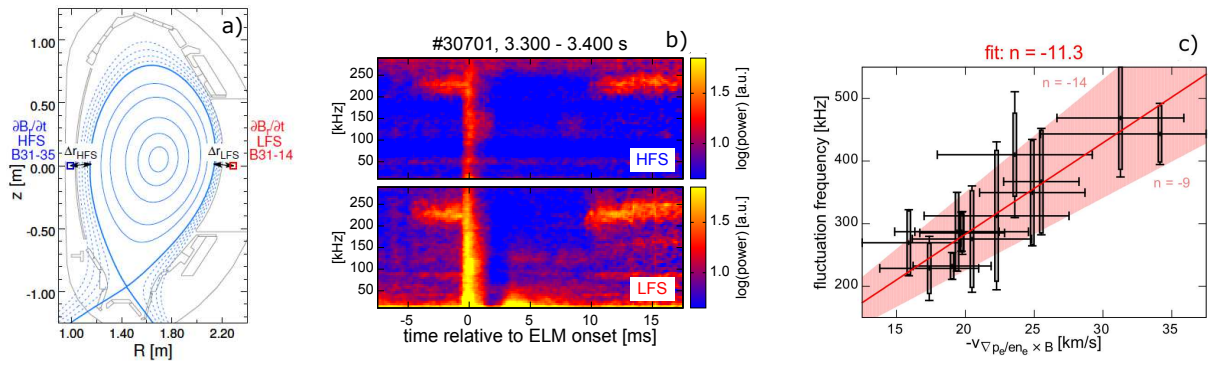 a)
1.00
0.50
0.00
-0.50
-1.00
z [m]
∂Bᵣ/∂t
HFS
B31-35
Δr_HFS
Δr_LFS
∂Bᵣ/∂t
LFS
B31-14
1.00 1.40 1.80 2.20
R [m]
b)
#30701, 3.300 - 3.400 s
250
200
150
100
50
[kHz]
HFS
1.5
1.0
log(power) [a.u.]
250
200
150
100
50
[kHz]
LFS
1.5
1.0
log(power) [a.u.]
-5 0 5 10 15
time relative to ELM onset [ms]
c)
fit: n = -11.3
n = -14
n = -9
500
400
300
200
fluctuation frequency [kHz]
15 20 25 30 35
-v_∇pₑ/enₑ × B [km/s]